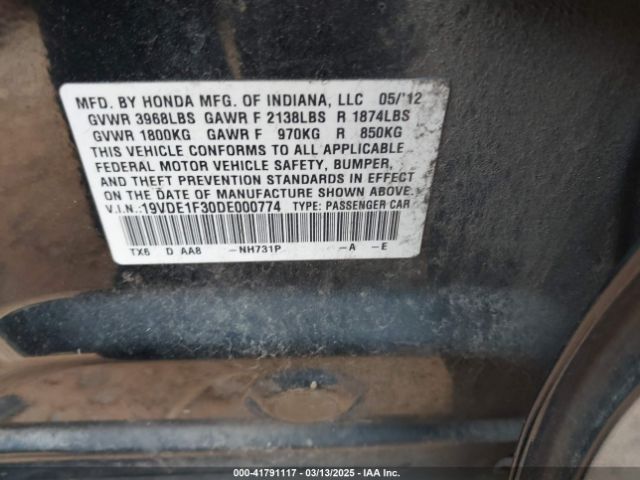 MFD. BY HONDA MFG. OF INDIANA, LLC 05/'12
GVWR 3968LBS GAWR F 2138LBS R 1874LBS
GVWR 1800KG GAWR F 970KG R 850KG
THIS VEHICLE CONFORMS TO ALL APPLICABLE
FEDERAL MOTOR VEHICLE SAFETY, BUMPER,
AND THEFT PREVENTION STANDARDS IN EFFECT
ON DATE OF MANUFACTURE SHOWN ABOVE.
V.I.N.: 19VDE1F30DE000774 TYPE: PASSENGER CAR
TX6 D AA8 -NH731P -A -E
000-41791117 - 03/13/2025 - IAA Inc.